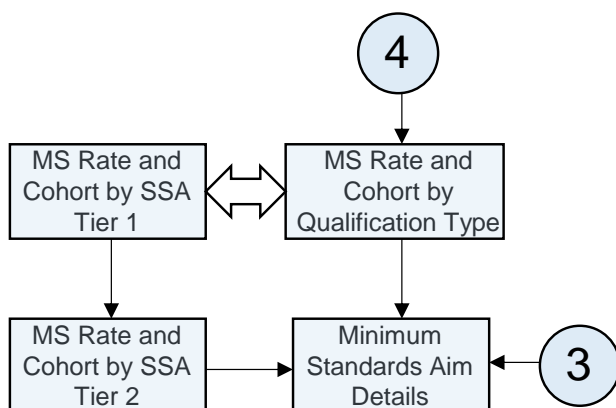 4
MS Rate and
Cohort by SSA
Tier 1
MS Rate and
Cohort by
Qualification Type
MS Rate and
Cohort by SSA
Tier 2
Minimum
Standards Aim
Details
3